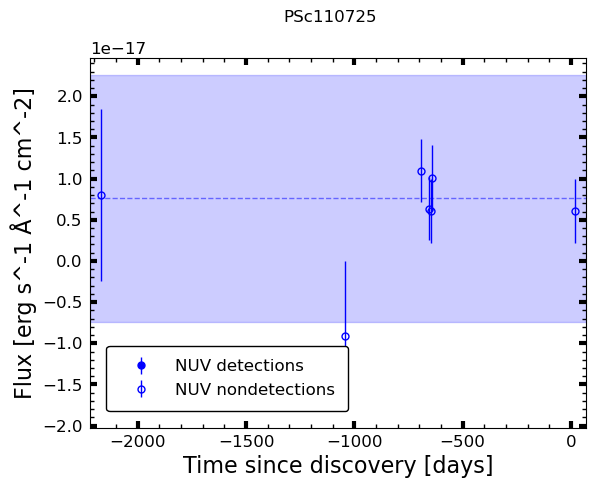 PSc110725
1e−17
2.0
1.5
1.0
0.5
0.0
−0.5
−1.0
−1.5
−2.0
Flux [erg s^-1 Å^-1 cm^-2]
NUV detections
NUV nondetections
−2000 −1500 −1000 −500 0
Time since discovery [days]